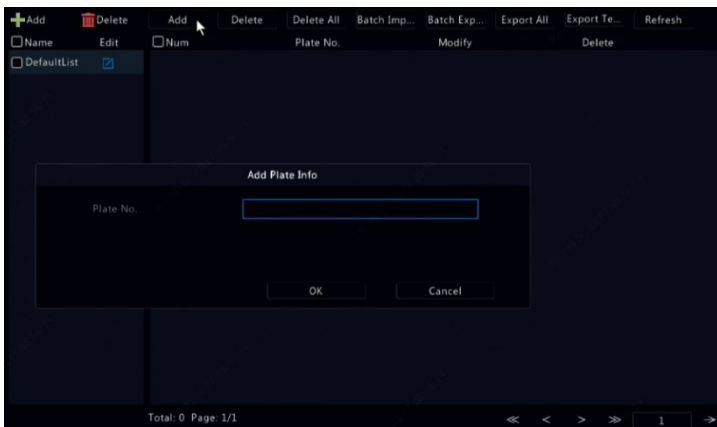 Add Delete Add Delete Delete All Batch Imp... Batch Exp... Export All Export Te... Refresh
Name Edit Num Plate No. Modify Delete
DefaultList
Add Plate Info
Plate No.
OK Cancel
Total: 0 Page: 1/1 1